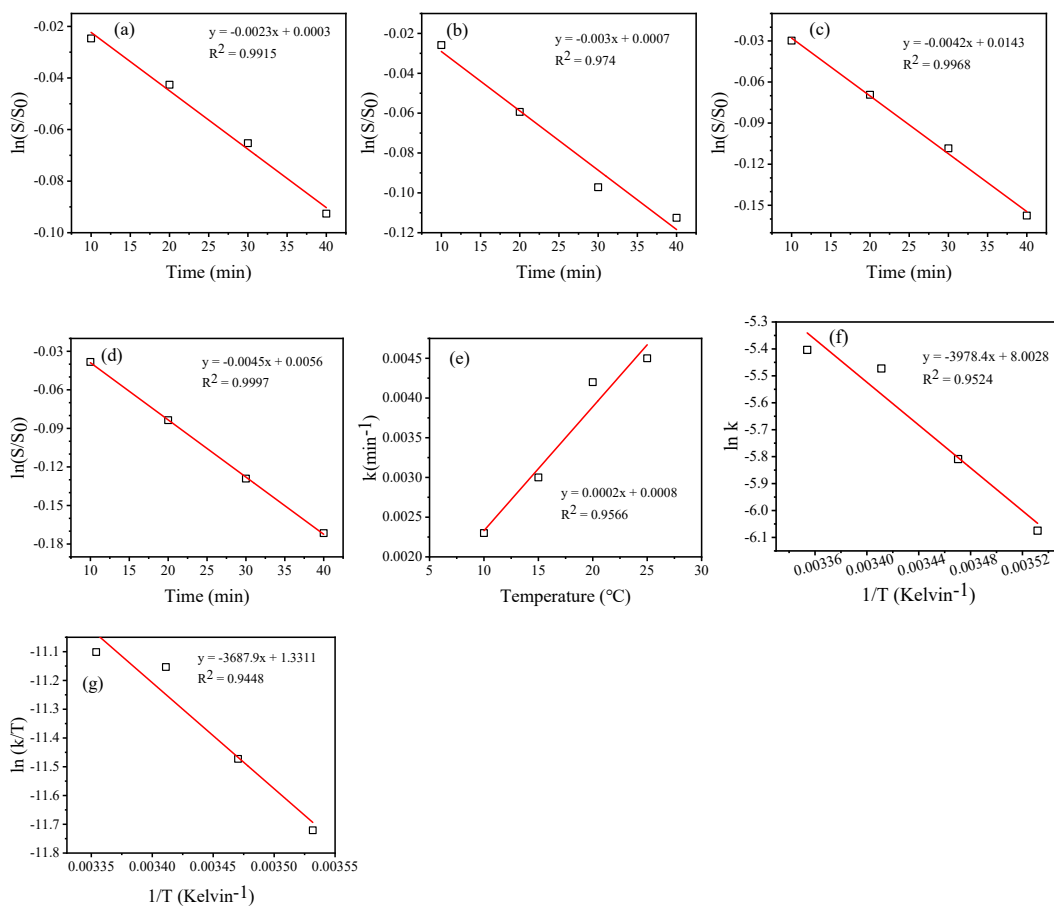 (a)
y = -0.0023x + 0.0003
R2 = 0.9915
-0.02
-0.04
-0.06
-0.08
-0.10
10 15 20 25 30 35 40
ln(S/S0)
Time (min)
(b)
y = -0.003x + 0.0007
R2 = 0.974
-0.02
-0.04
-0.06
-0.08
-0.10
-0.12
10 15 20 25 30 35 40
ln(S/S0)
Time (min)
(c)
y = -0.0042x + 0.0143
R2 = 0.9968
-0.03
-0.06
-0.09
-0.12
-0.15
10 15 20 25 30 35 40
ln(S/S0)
Time (min)
(d)
y = -0.0045x + 0.0056
R2 = 0.9997
-0.03
-0.06
-0.09
-0.12
-0.15
-0.18
10 15 20 25 30 35 40
ln(S/S0)
Time (min)
(e)
y = 0.0002x + 0.0008
R2 = 0.9566
0.0045
0.0040
0.0035
0.0030
0.0025
0.0020
5 10 15 20 25 30
k(min-1)
Temperature (°C)
(f)
y = -3978.4x + 8.0028
R2 = 0.9524
-5.3
-5.4
-5.5
-5.6
-5.7
-5.8
-5.9
-6.0
-6.1
0.00336 0.00340 0.00344 0.00348 0.00352
ln k
1/T (Kelvin-1)
(g)
y = -3687.9x + 1.3311
R2 = 0.9448
-11.1
-11.2
-11.3
-11.4
-11.5
-11.6
-11.7
-11.8
0.00335 0.00340 0.00345 0.00350 0.00355
ln (k/T)
1/T (Kelvin-1)